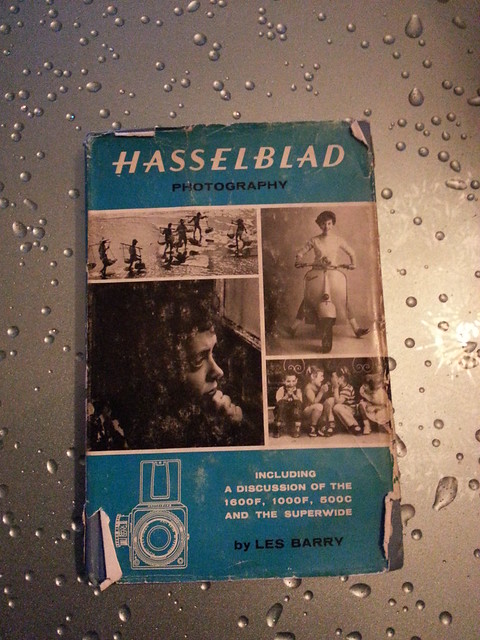 HASSELBLAD
PHOTOGRAPHY
INCLUDING
A DISCUSSION OF THE
1600F, 1000F, 500C
AND THE SUPERWIDE
by LES BARRY